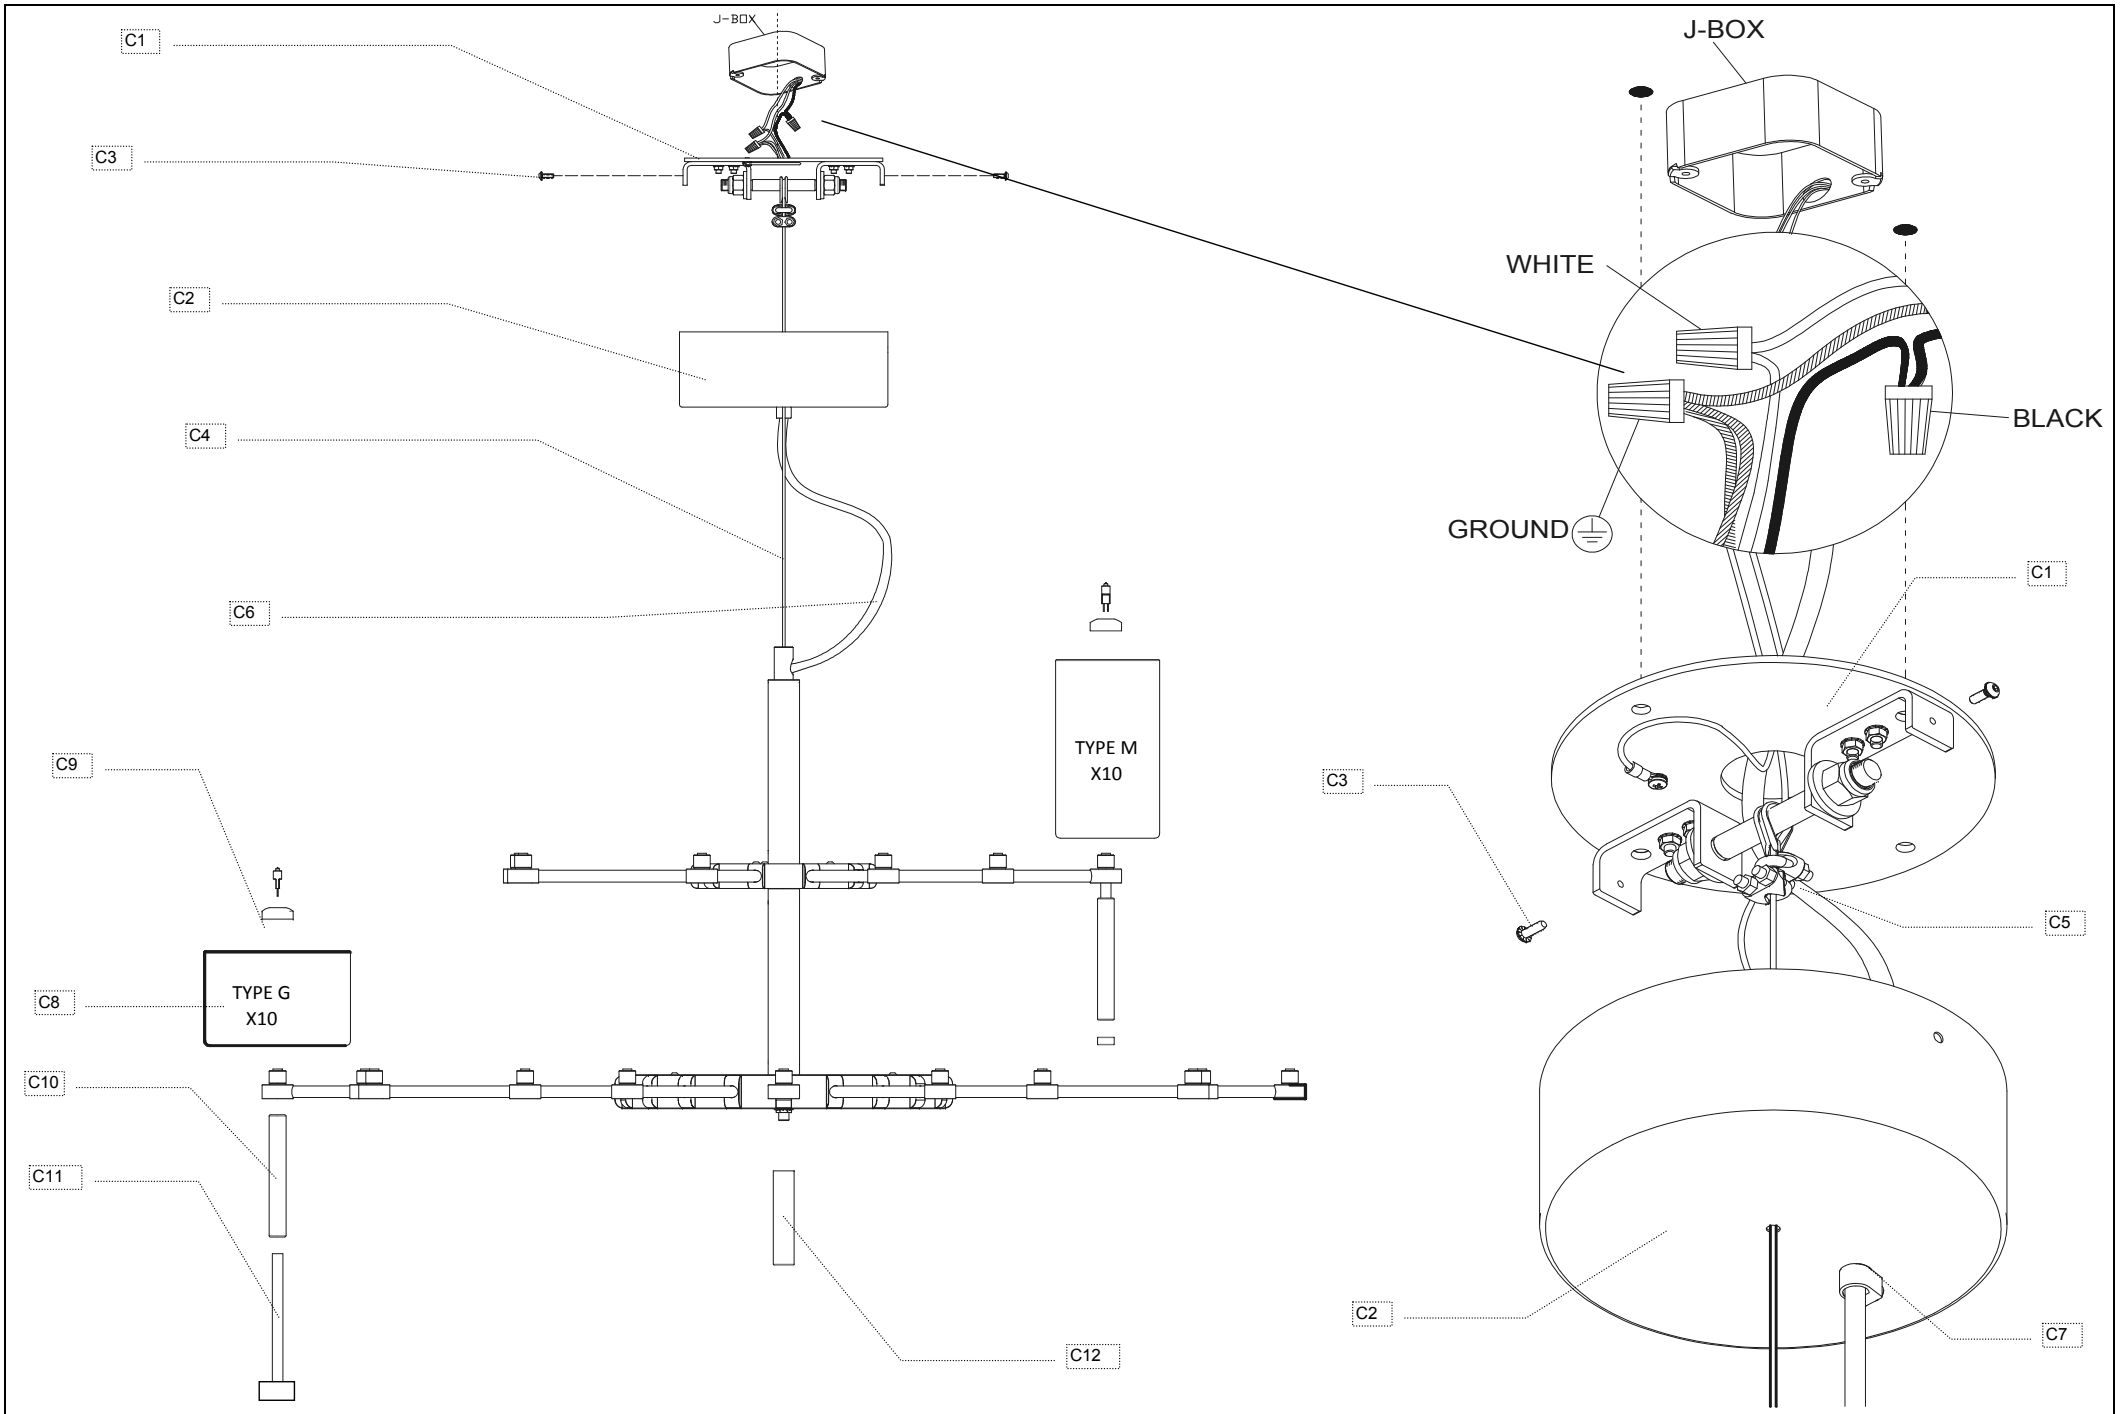 J-BOX
C1
C3
C2
C4
C6
C9
TYPE M
X10
C8
TYPE G
X10
C10
C11
C12
J-BOX
WHITE
BLACK
GROUND
C1
C3
C5
C2
C7